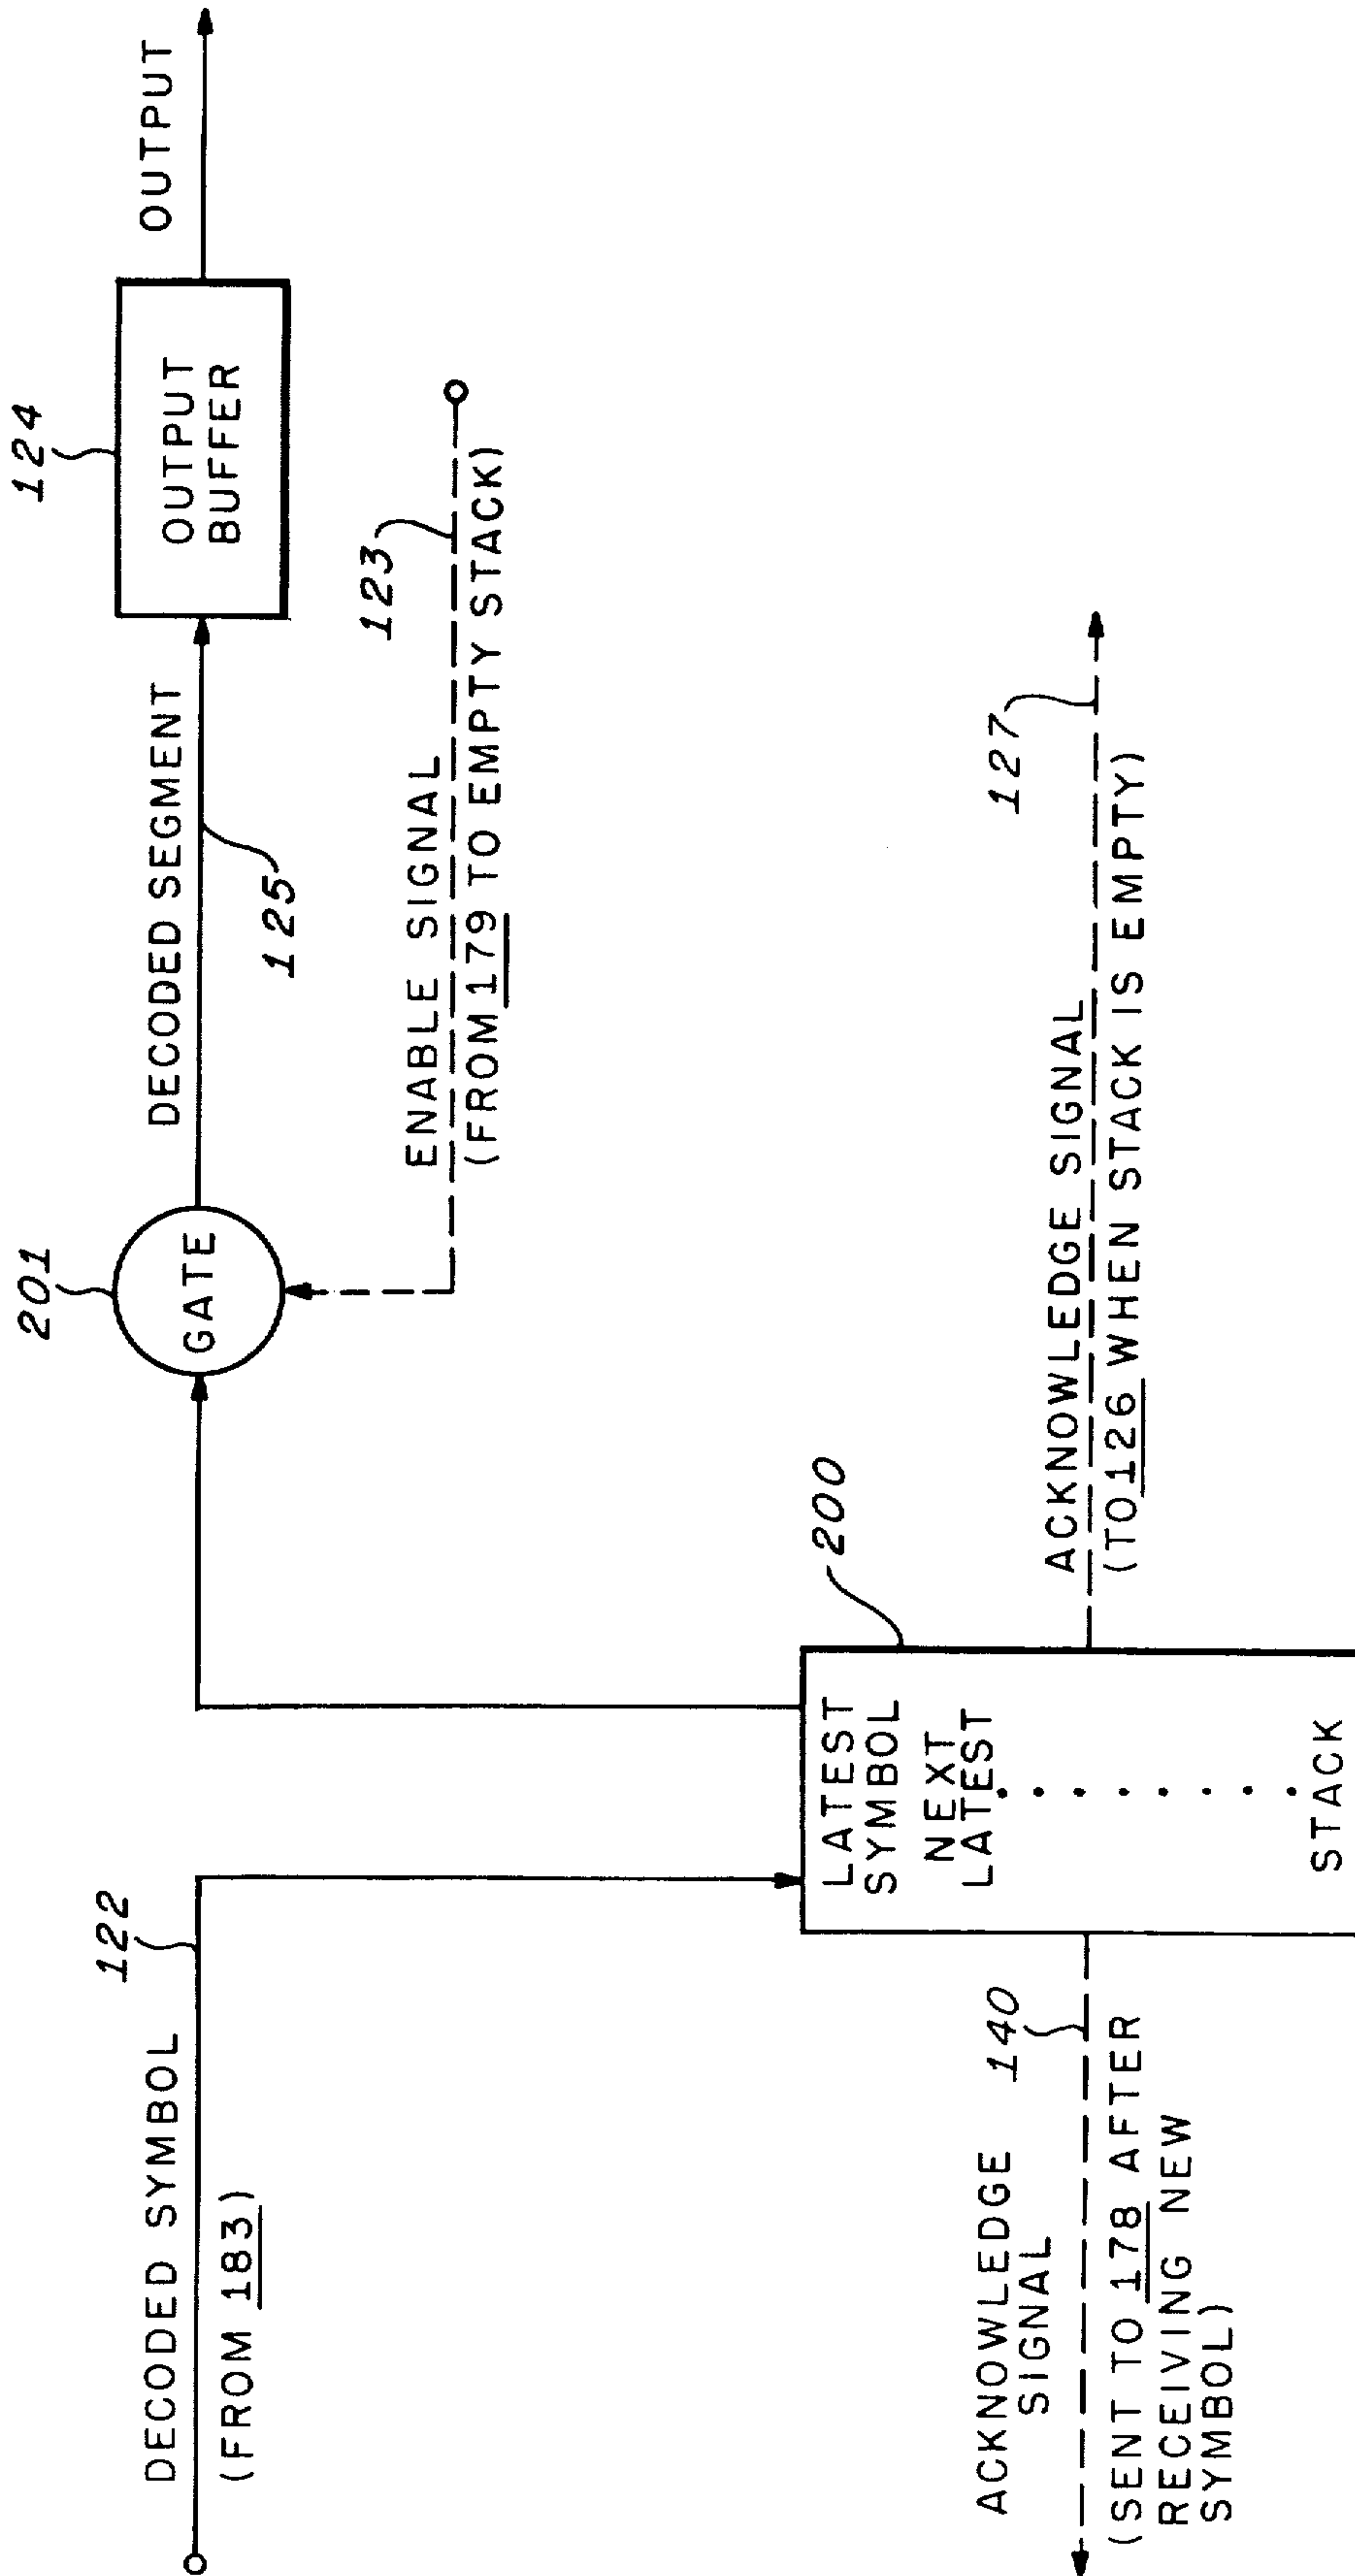 DECODED SYMBOL
122
(FROM 183)
201
GATE
DECODED SEGMENT
125
124
OUTPUT
BUFFER
OUTPUT
ENABLE SIGNAL
123
(FROM 179 TO EMPTY STACK)
ACKNOWLEDGE
SIGNAL
140
(SENT TO 178 AFTER
RECEIVING NEW
SYMBOL)
200
LATEST
SYMBOL
NEXT
LATEST
STACK
ACKNOWLEDGE SIGNAL
127
(TO 126 WHEN STACK IS EMPTY)